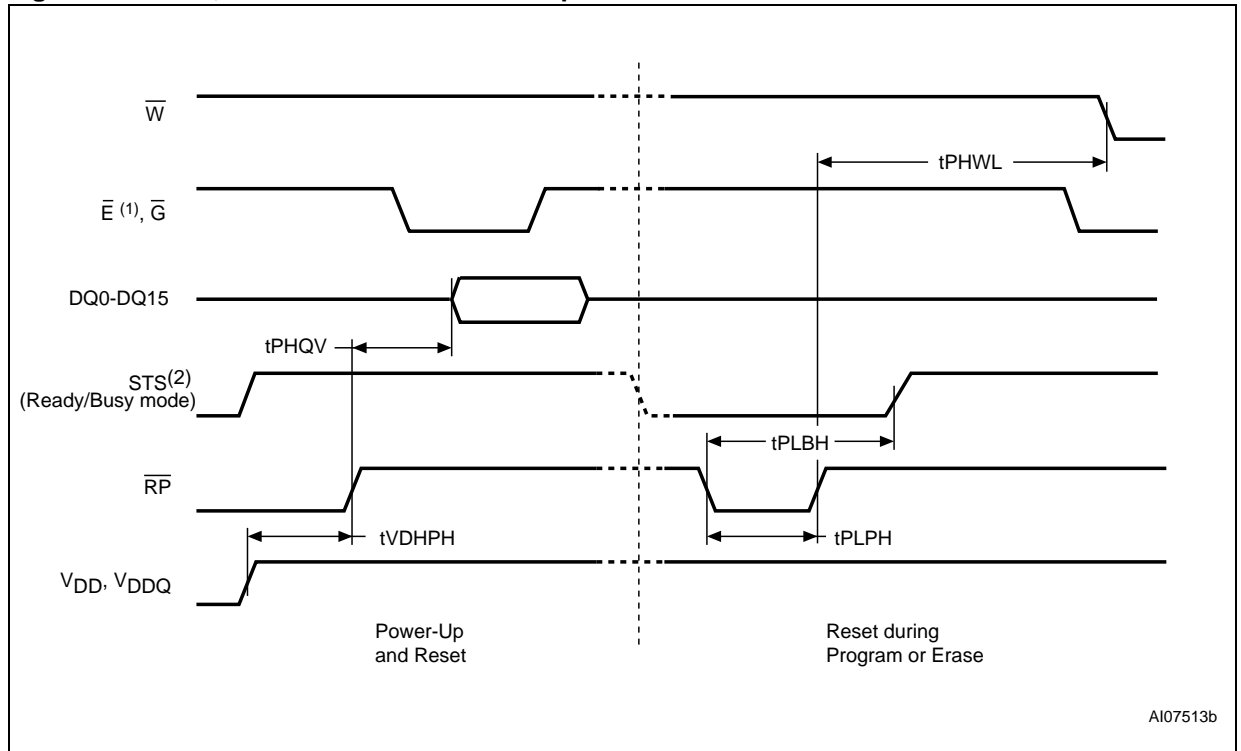 W
tPHWL
E (1), G
DQ0-DQ15
tPHQV
STS(2)
(Ready/Busy mode)
tPLBH
RP
tVDHPH
tPLPH
VDD, VDDQ
Power-Up
and Reset
Reset during
Program or Erase
AI07513b